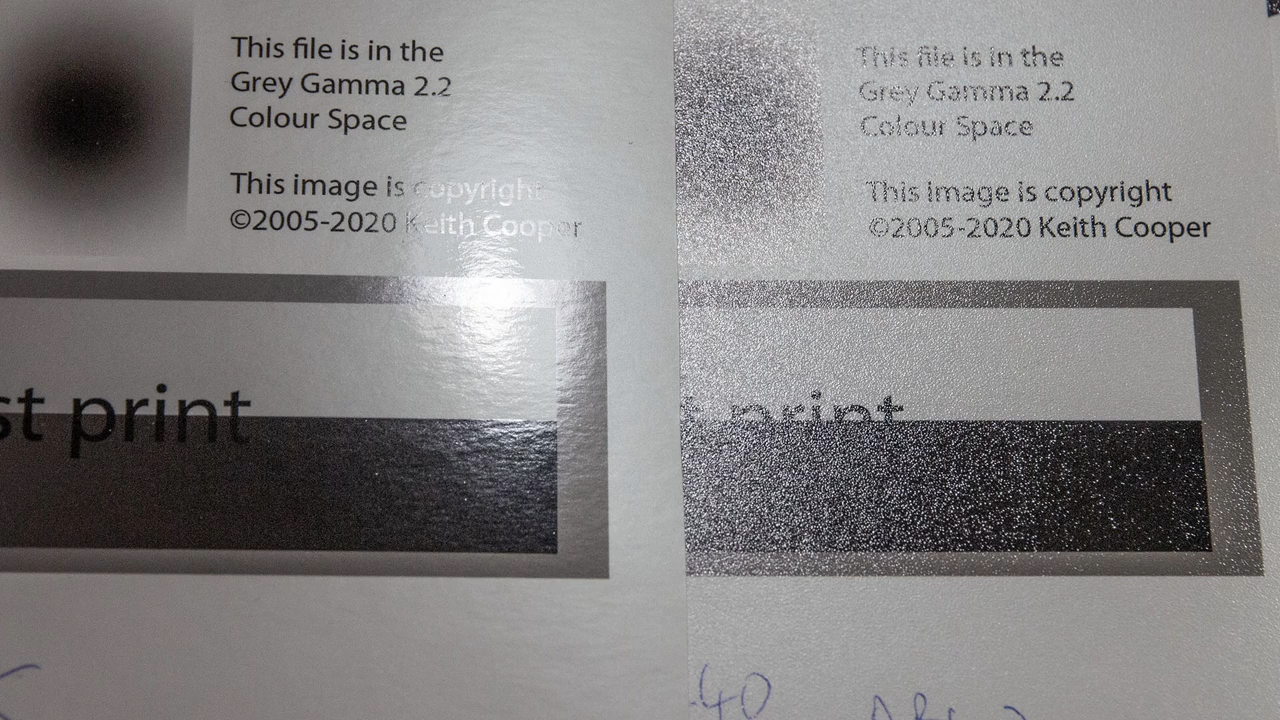 This file is in the
Grey Gamma 2.2
Colour Space
This image is copyright
©2005-2020 Keith Cooper
st print
This file is in the
Grey Gamma 2.2
Colour Space
This image is copyright
©2005-2020 Keith Cooper
t print
40